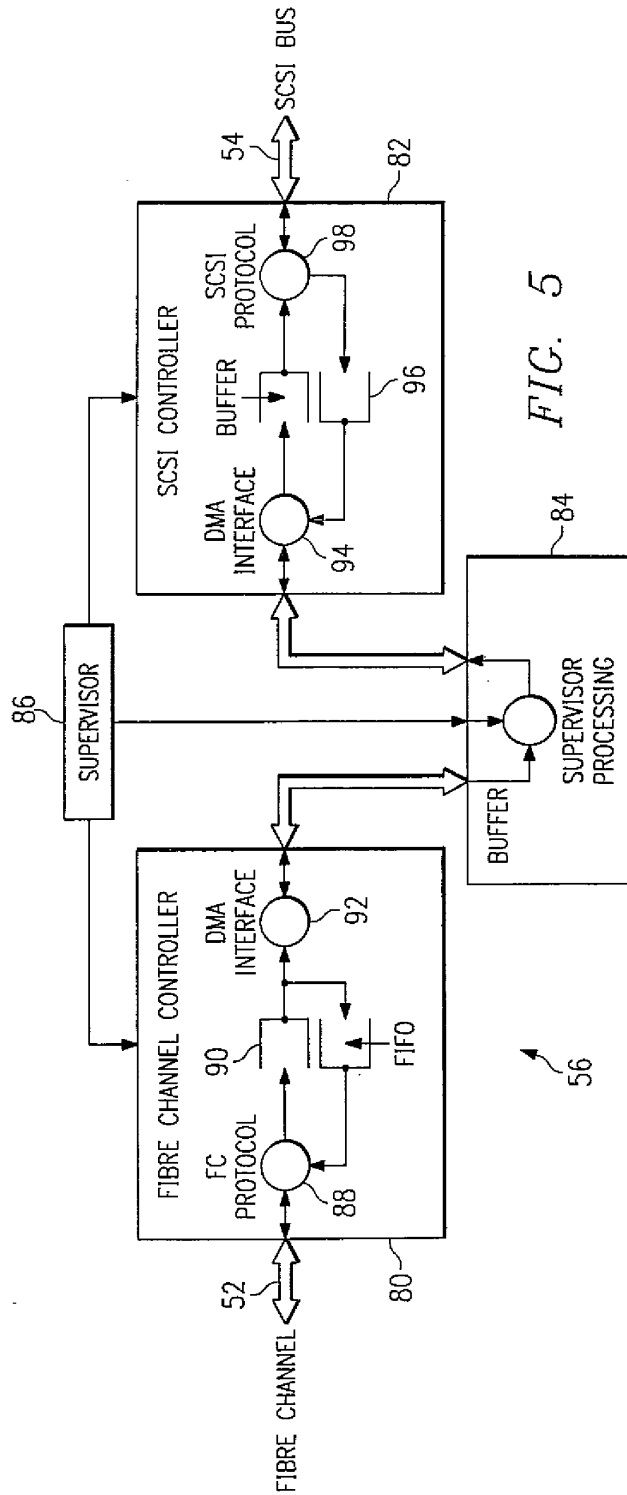 86
SUPERVISOR
FIBRE CHANNEL CONTROLLER
SCSI CONTROLLER
FIBRE CHANNEL
52
FC
PROTOCOL
88
90
FIFO
DMA
INTERFACE
92
80
DMA
INTERFACE
94
BUFFER
96
SCSI
PROTOCOL
98
54
SCSI BUS
82
BUFFER
SUPERVISOR
PROCESSING
84
56
FIG. 5